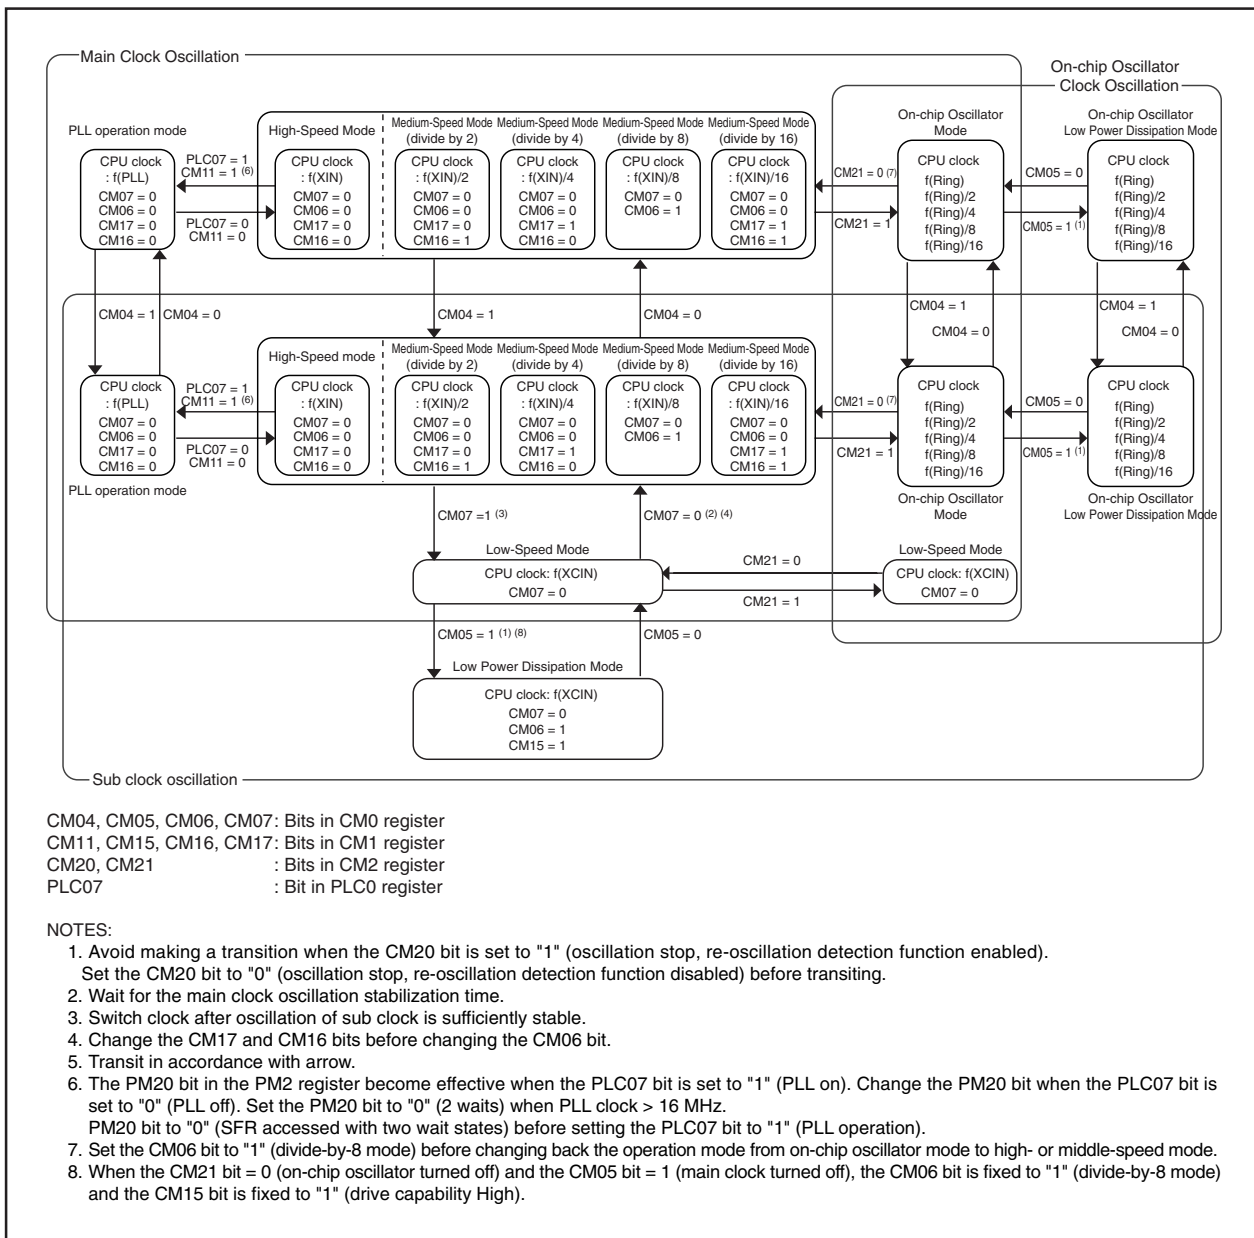 Main Clock Oscillation
On-chip Oscillator
Clock Oscillation
PLL operation mode
High-Speed Mode
Medium-Speed Mode
(divide by 2)
Medium-Speed Mode
(divide by 4)
Medium-Speed Mode
(divide by 8)
Medium-Speed Mode
(divide by 16)
On-chip Oscillator
Mode
On-chip Oscillator
Low Power Dissipation Mode
CPU clock
: f(PLL)
CM07 = 0
CM06 = 0
CM17 = 0
CM16 = 0
PLC07 = 1
CM11 = 1 (6)
PLC07 = 0
CM11 = 0
CPU clock
: f(XIN)
CM07 = 0
CM06 = 0
CM17 = 0
CM16 = 0
CPU clock
: f(XIN)/2
CM07 = 0
CM06 = 0
CM17 = 0
CM16 = 1
CPU clock
: f(XIN)/4
CM07 = 0
CM06 = 0
CM17 = 1
CM16 = 0
CPU clock
: f(XIN)/8
CM07 = 0
CM06 = 1
CPU clock
: f(XIN)/16
CM07 = 0
CM06 = 0
CM17 = 1
CM16 = 1
CM21 = 0 (7)
CM21 = 1
CPU clock
f(Ring)
f(Ring)/2
f(Ring)/4
f(Ring)/8
f(Ring)/16
CM05 = 0
CM05 = 1 (1)
CPU clock
f(Ring)
f(Ring)/2
f(Ring)/4
f(Ring)/8
f(Ring)/16
CM04 = 1
CM04 = 0
CM04 = 1
CM04 = 0
CM04 = 1
CM04 = 0
CM04 = 1
CM04 = 0
High-Speed mode
Medium-Speed Mode
(divide by 2)
Medium-Speed Mode
(divide by 4)
Medium-Speed Mode
(divide by 8)
Medium-Speed Mode
(divide by 16)
CPU clock
: f(PLL)
CM07 = 0
CM06 = 0
CM17 = 0
CM16 = 0
PLL operation mode
PLC07 = 1
CM11 = 1 (6)
PLC07 = 0
CM11 = 0
CPU clock
: f(XIN)
CM07 = 0
CM06 = 0
CM17 = 0
CM16 = 0
CPU clock
: f(XIN)/2
CM07 = 0
CM06 = 0
CM17 = 0
CM16 = 1
CPU clock
: f(XIN)/4
CM07 = 0
CM06 = 0
CM17 = 1
CM16 = 0
CPU clock
: f(XIN)/8
CM07 = 0
CM06 = 1
CPU clock
: f(XIN)/16
CM07 = 0
CM06 = 0
CM17 = 1
CM16 = 1
CM21 = 0 (7)
CM21 = 1
CPU clock
f(Ring)
f(Ring)/2
f(Ring)/4
f(Ring)/8
f(Ring)/16
On-chip Oscillator
Mode
CM05 = 0
CM05 = 1 (1)
CPU clock
f(Ring)
f(Ring)/2
f(Ring)/4
f(Ring)/8
f(Ring)/16
On-chip Oscillator
Low Power Dissipation Mode
CM07 =1 (3)
CM07 = 0 (2) (4)
Low-Speed Mode
CPU clock: f(XCIN)
CM07 = 0
CM21 = 0
CM21 = 1
Low-Speed Mode
CPU clock: f(XCIN)
CM07 = 0
CM05 = 1 (1) (8)
CM05 = 0
Low Power Dissipation Mode
CPU clock: f(XCIN)
CM07 = 0
CM06 = 1
CM15 = 1
Sub clock oscillation
CM04, CM05, CM06, CM07: Bits in CM0 register
CM11, CM15, CM16, CM17: Bits in CM1 register
CM20, CM21 : Bits in CM2 register
PLC07 : Bit in PLC0 register
NOTES:
1. Avoid making a transition when the CM20 bit is set to "1" (oscillation stop, re-oscillation detection function enabled).
Set the CM20 bit to "0" (oscillation stop, re-oscillation detection function disabled) before transiting.
2. Wait for the main clock oscillation stabilization time.
3. Switch clock after oscillation of sub clock is sufficiently stable.
4. Change the CM17 and CM16 bits before changing the CM06 bit.
5. Transit in accordance with arrow.
6. The PM20 bit in the PM2 register become effective when the PLC07 bit is set to "1" (PLL on). Change the PM20 bit when the PLC07 bit is
set to "0" (PLL off). Set the PM20 bit to "0" (2 waits) when PLL clock > 16 MHz.
PM20 bit to "0" (SFR accessed with two wait states) before setting the PLC07 bit to "1" (PLL operation).
7. Set the CM06 bit to "1" (divide-by-8 mode) before changing back the operation mode from on-chip oscillator mode to high- or middle-speed mode.
8. When the CM21 bit = 0 (on-chip oscillator turned off) and the CM05 bit = 1 (main clock turned off), the CM06 bit is fixed to "1" (divide-by-8 mode)
and the CM15 bit is fixed to "1" (drive capability High).